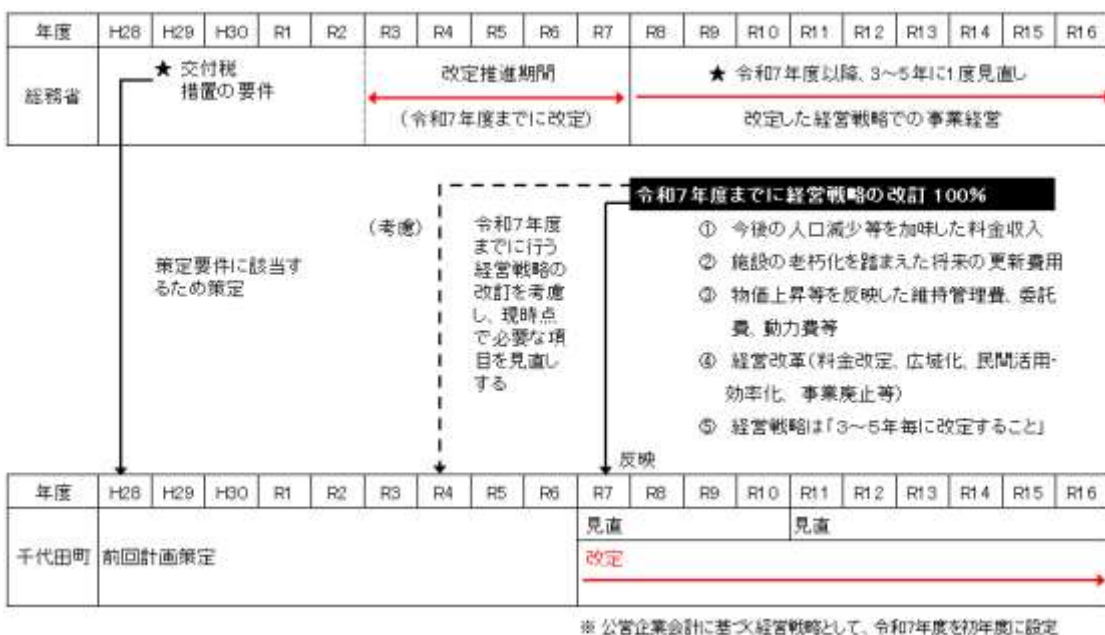 年度 H28 H29 H30 R1 R2 R3 R4 R5 R6 R7 R8 R9 R10 R11 R12 R13 R14 R15 R16
総務省
★ 交付税
措置の要件
改定推進期間
(令和7年度までに改定)
★ 令和7年度以降、3～5年に1度見直し
改定した経営戦略での事業経営
策定要件に該当す
るため策定
(考慮)
令和7年度
までに行う
経営戦略の
改訂を考慮
し、現時点
で必要な項
目を見直し
する
令和7年度までに経営戦略の改訂 100%
① 今後の人口減少等を加味した料金収入
② 施設の老朽化を踏まえた将来の更新費用
③ 物価上昇等を反映した維持管理費、委託
費、動力費等
④ 経営改革(料金改定、広域化、民間活用・
効率化、事業廃止等)
⑤ 経営戦略は「3～5年毎に改定すること」
反映
年度 H28 H29 H30 R1 R2 R3 R4 R5 R6 R7 R8 R9 R10 R11 R12 R13 R14 R15 R16
千代田町
前回計画策定
見直
見直
改定
※ 公営企業会計に基づく経営戦略として、令和7年度を初年度に設定